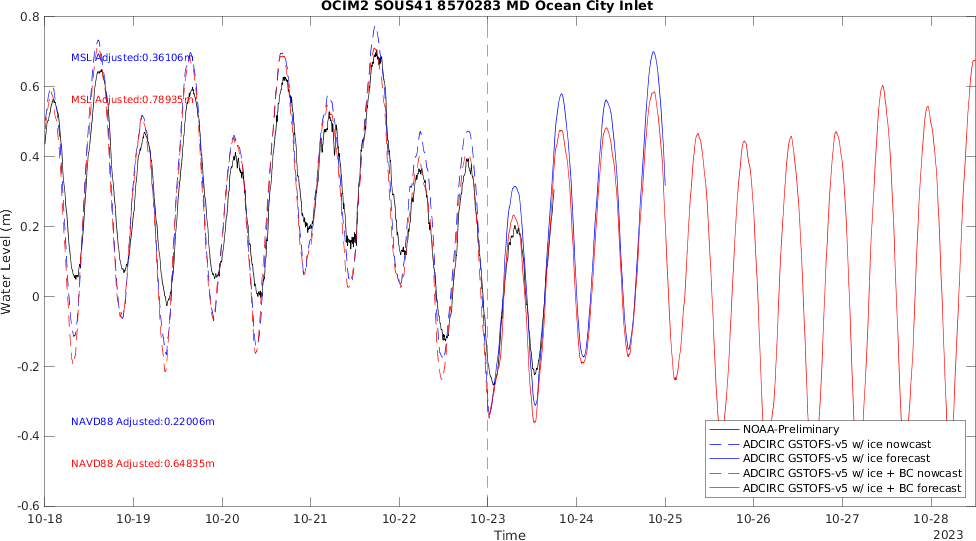 OCIM2 SOUS41 8570283 MD Ocean City Inlet
0.8
0.6
0.4
0.2
0
-0.2
-0.4
-0.6
Water Level (m)
MSL Adjusted:0.36106m
MSL Adjusted:0.78935m
NAVD88 Adjusted:0.22006m
NAVD88 Adjusted:0.64835m
NOAA-Preliminary
ADCIRC GSTOFS-v5 w/ ice nowcast
ADCIRC GSTOFS-v5 w/ ice forecast
ADCIRC GSTOFS-v5 w/ ice + BC nowcast
ADCIRC GSTOFS-v5 w/ ice + BC forecast
10-18 10-19 10-20 10-21 10-22 10-23 10-24 10-25 10-26 10-27 10-28
Time
2023